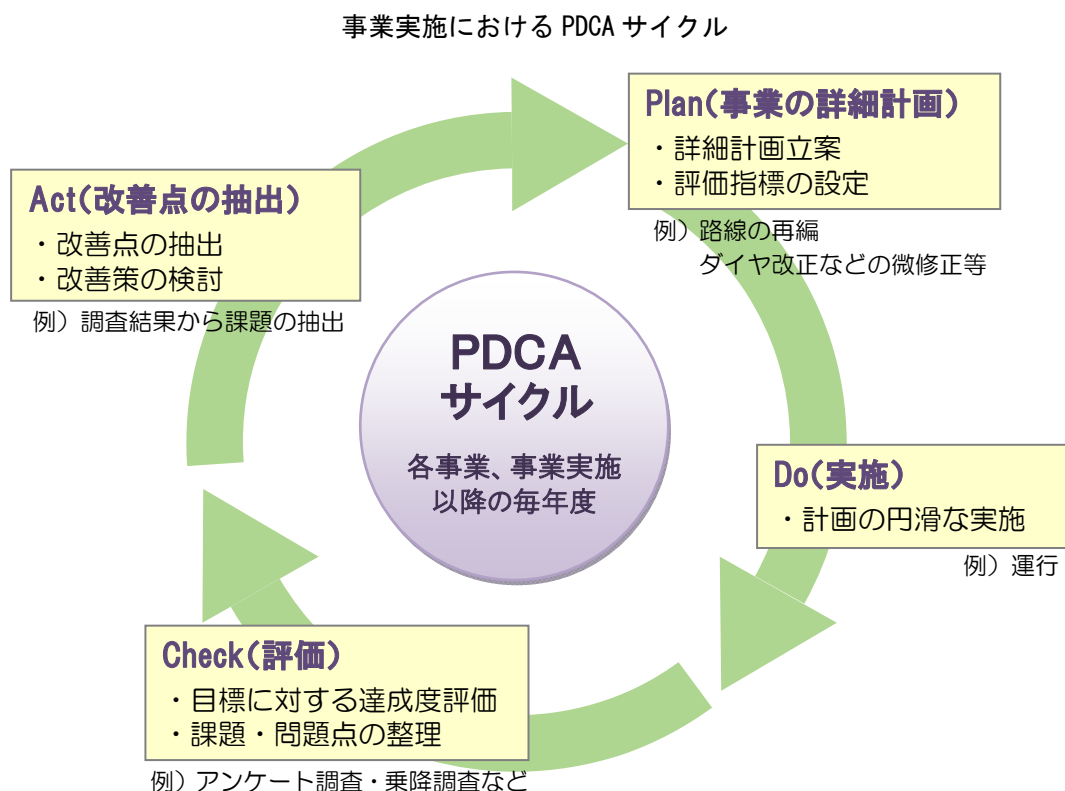 事業実施における PDCA サイクル
Plan(事業の詳細計画)
・詳細計画立案
・評価指標の設定
例）路線の再編
ダイヤ改正などの微修正等
Act(改善点の抽出)
・改善点の抽出
・改善策の検討
例）調査結果から課題の抽出
PDCA
サイクル
各事業、事業実施
以降の毎年度
Do(実施)
・計画の円滑な実施
例）運行
Check(評価)
・目標に対する達成度評価
・課題・問題点の整理
例）アンケート調査・乗降調査など